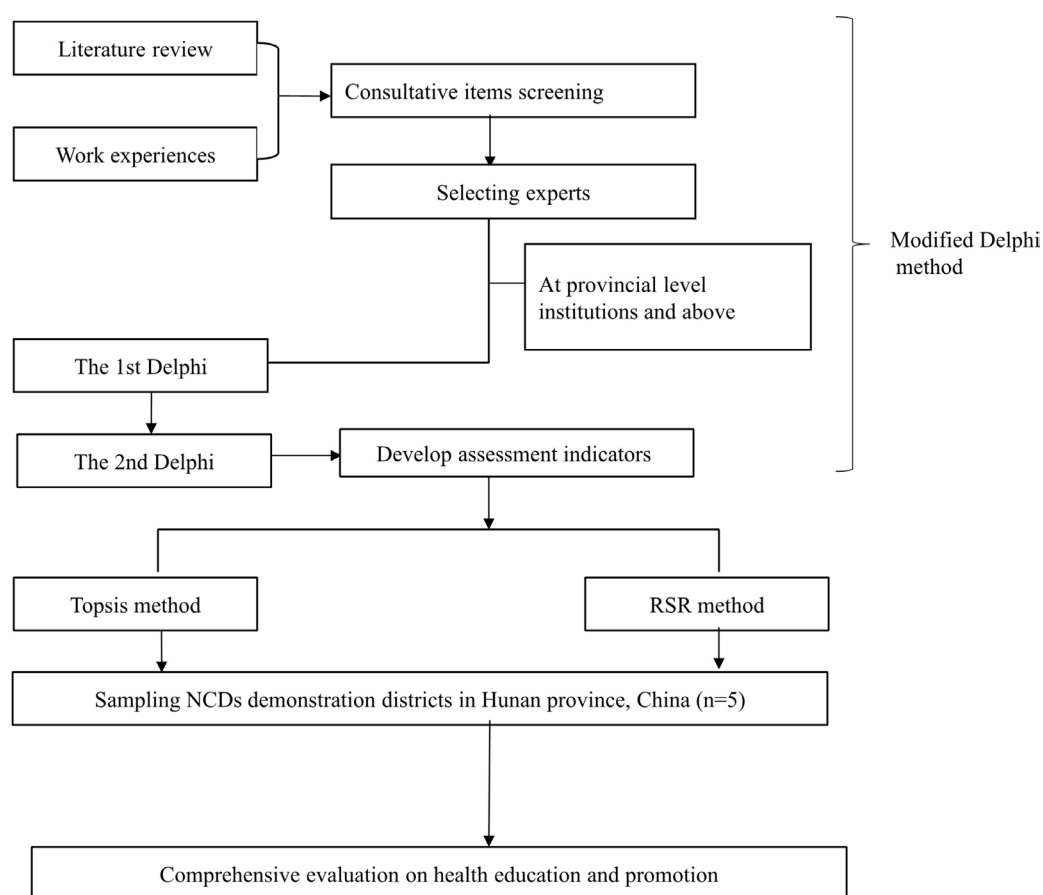 Literature review
Consultative items screening
Work experiences
Selecting experts
Modified Delphi
method
At provincial level
institutions and above
The 1st Delphi
The 2nd Delphi
Develop assessment indicators
Topsis method
RSR method
Sampling NCDs demonstration districts in Hunan province, China (n=5)
Comprehensive evaluation on health education and promotion